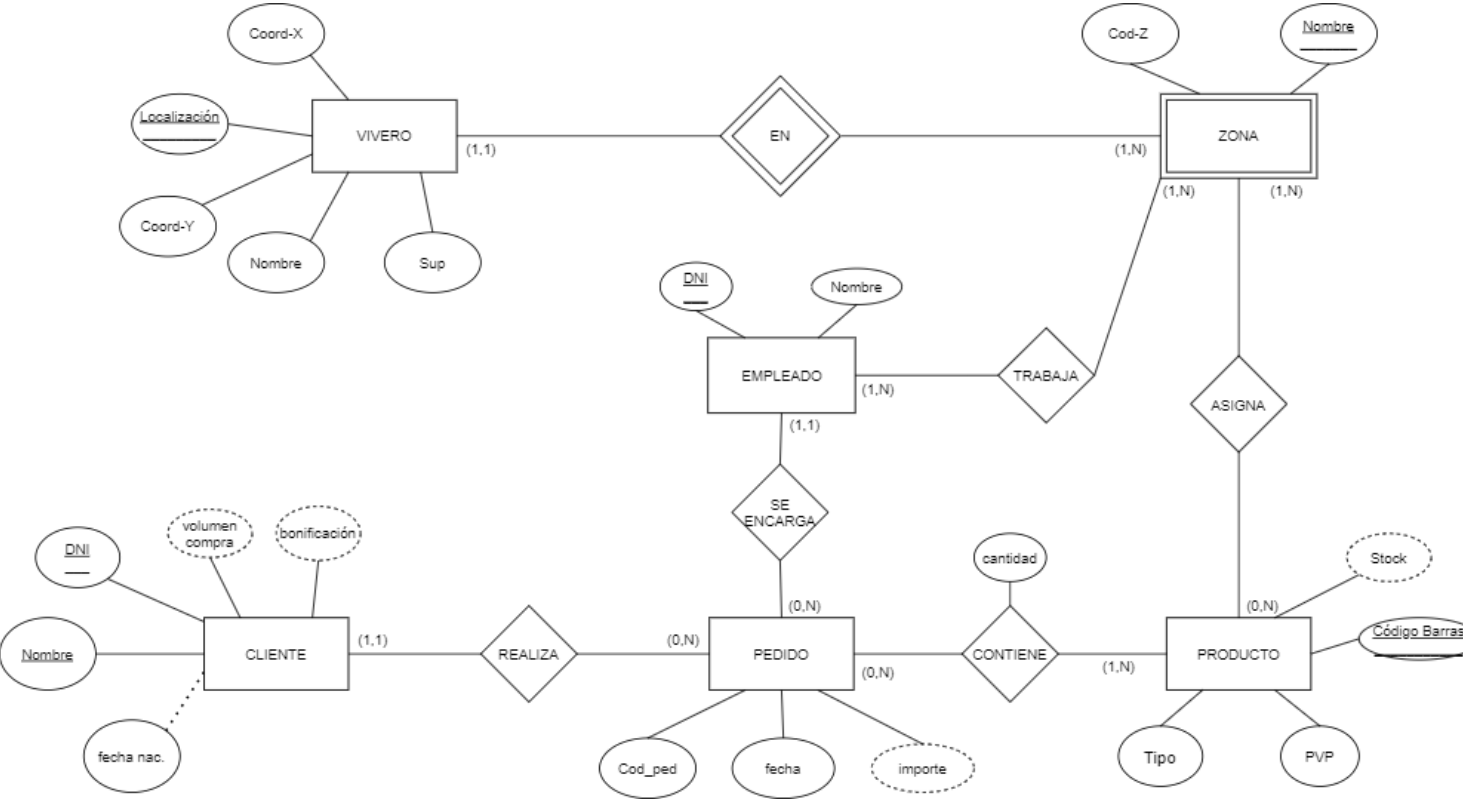 Coord-X
Cod-Z
Nombre
Localización
VIVERO
EN
ZONA
(1,1)
(1,N)
(1,N)
(1,N)
Coord-Y
Nombre
Sup
DNI
Nombre
EMPLEADO
TRABAJA
(1,N)
ASIGNA
(1,1)
SE
ENCARGA
volumen
compra
bonificación
DNI
cantidad
Stock
(0,N)
(0,N)
Código Barras
Nombre
CLIENTE
(1,1)
REALIZA
(0,N)
PEDIDO
(0,N)
CONTIENE
(1,N)
PRODUCTO
fecha nac.
Cod_ped
fecha
importe
Tipo
PVP